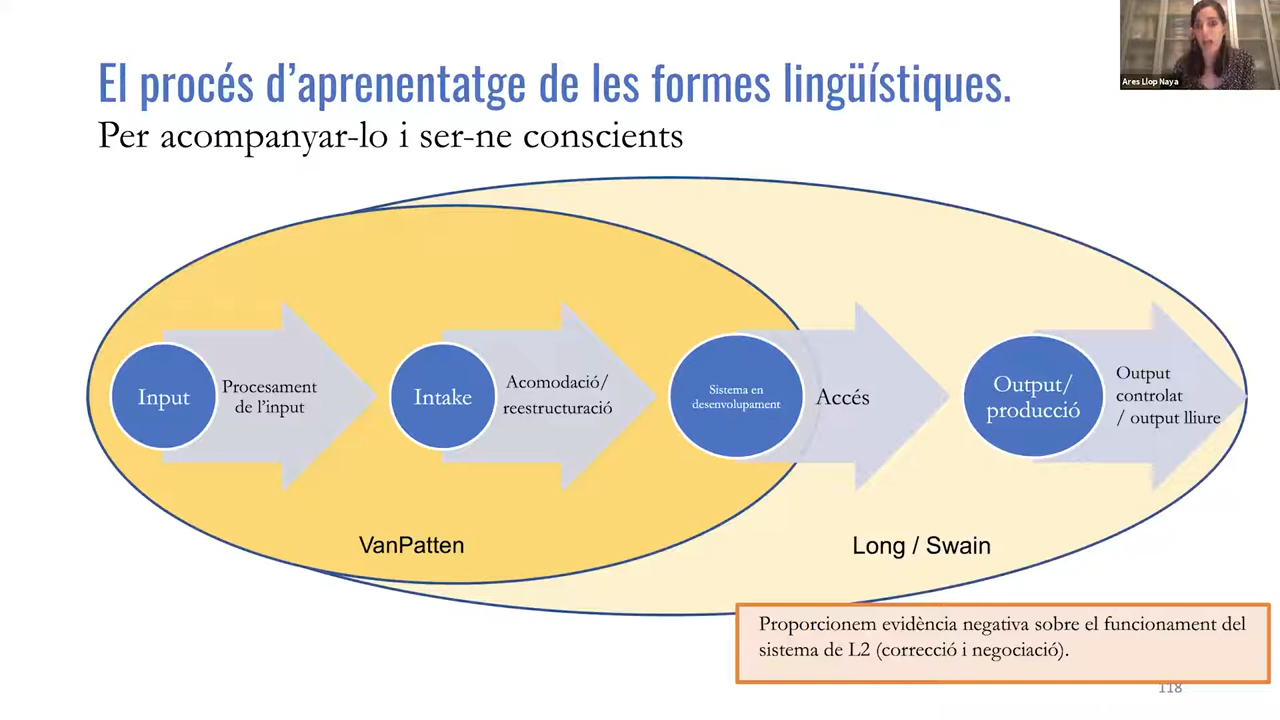 Ares Llop Naya
El procés d’aprenentatge de les formes lingüístiques.
Per acompanyar-lo i ser-ne conscients
Input
Procesament
de l’input
Intake
Acomodació/
reestructuració
Sistema en
desenvolupament
Accés
Output/
producció
Output
controlat
/ output lliure
VanPatten
Long / Swain
Proporcionem evidència negativa sobre el funcionament del
sistema de L2 (correcció i negociació).
118